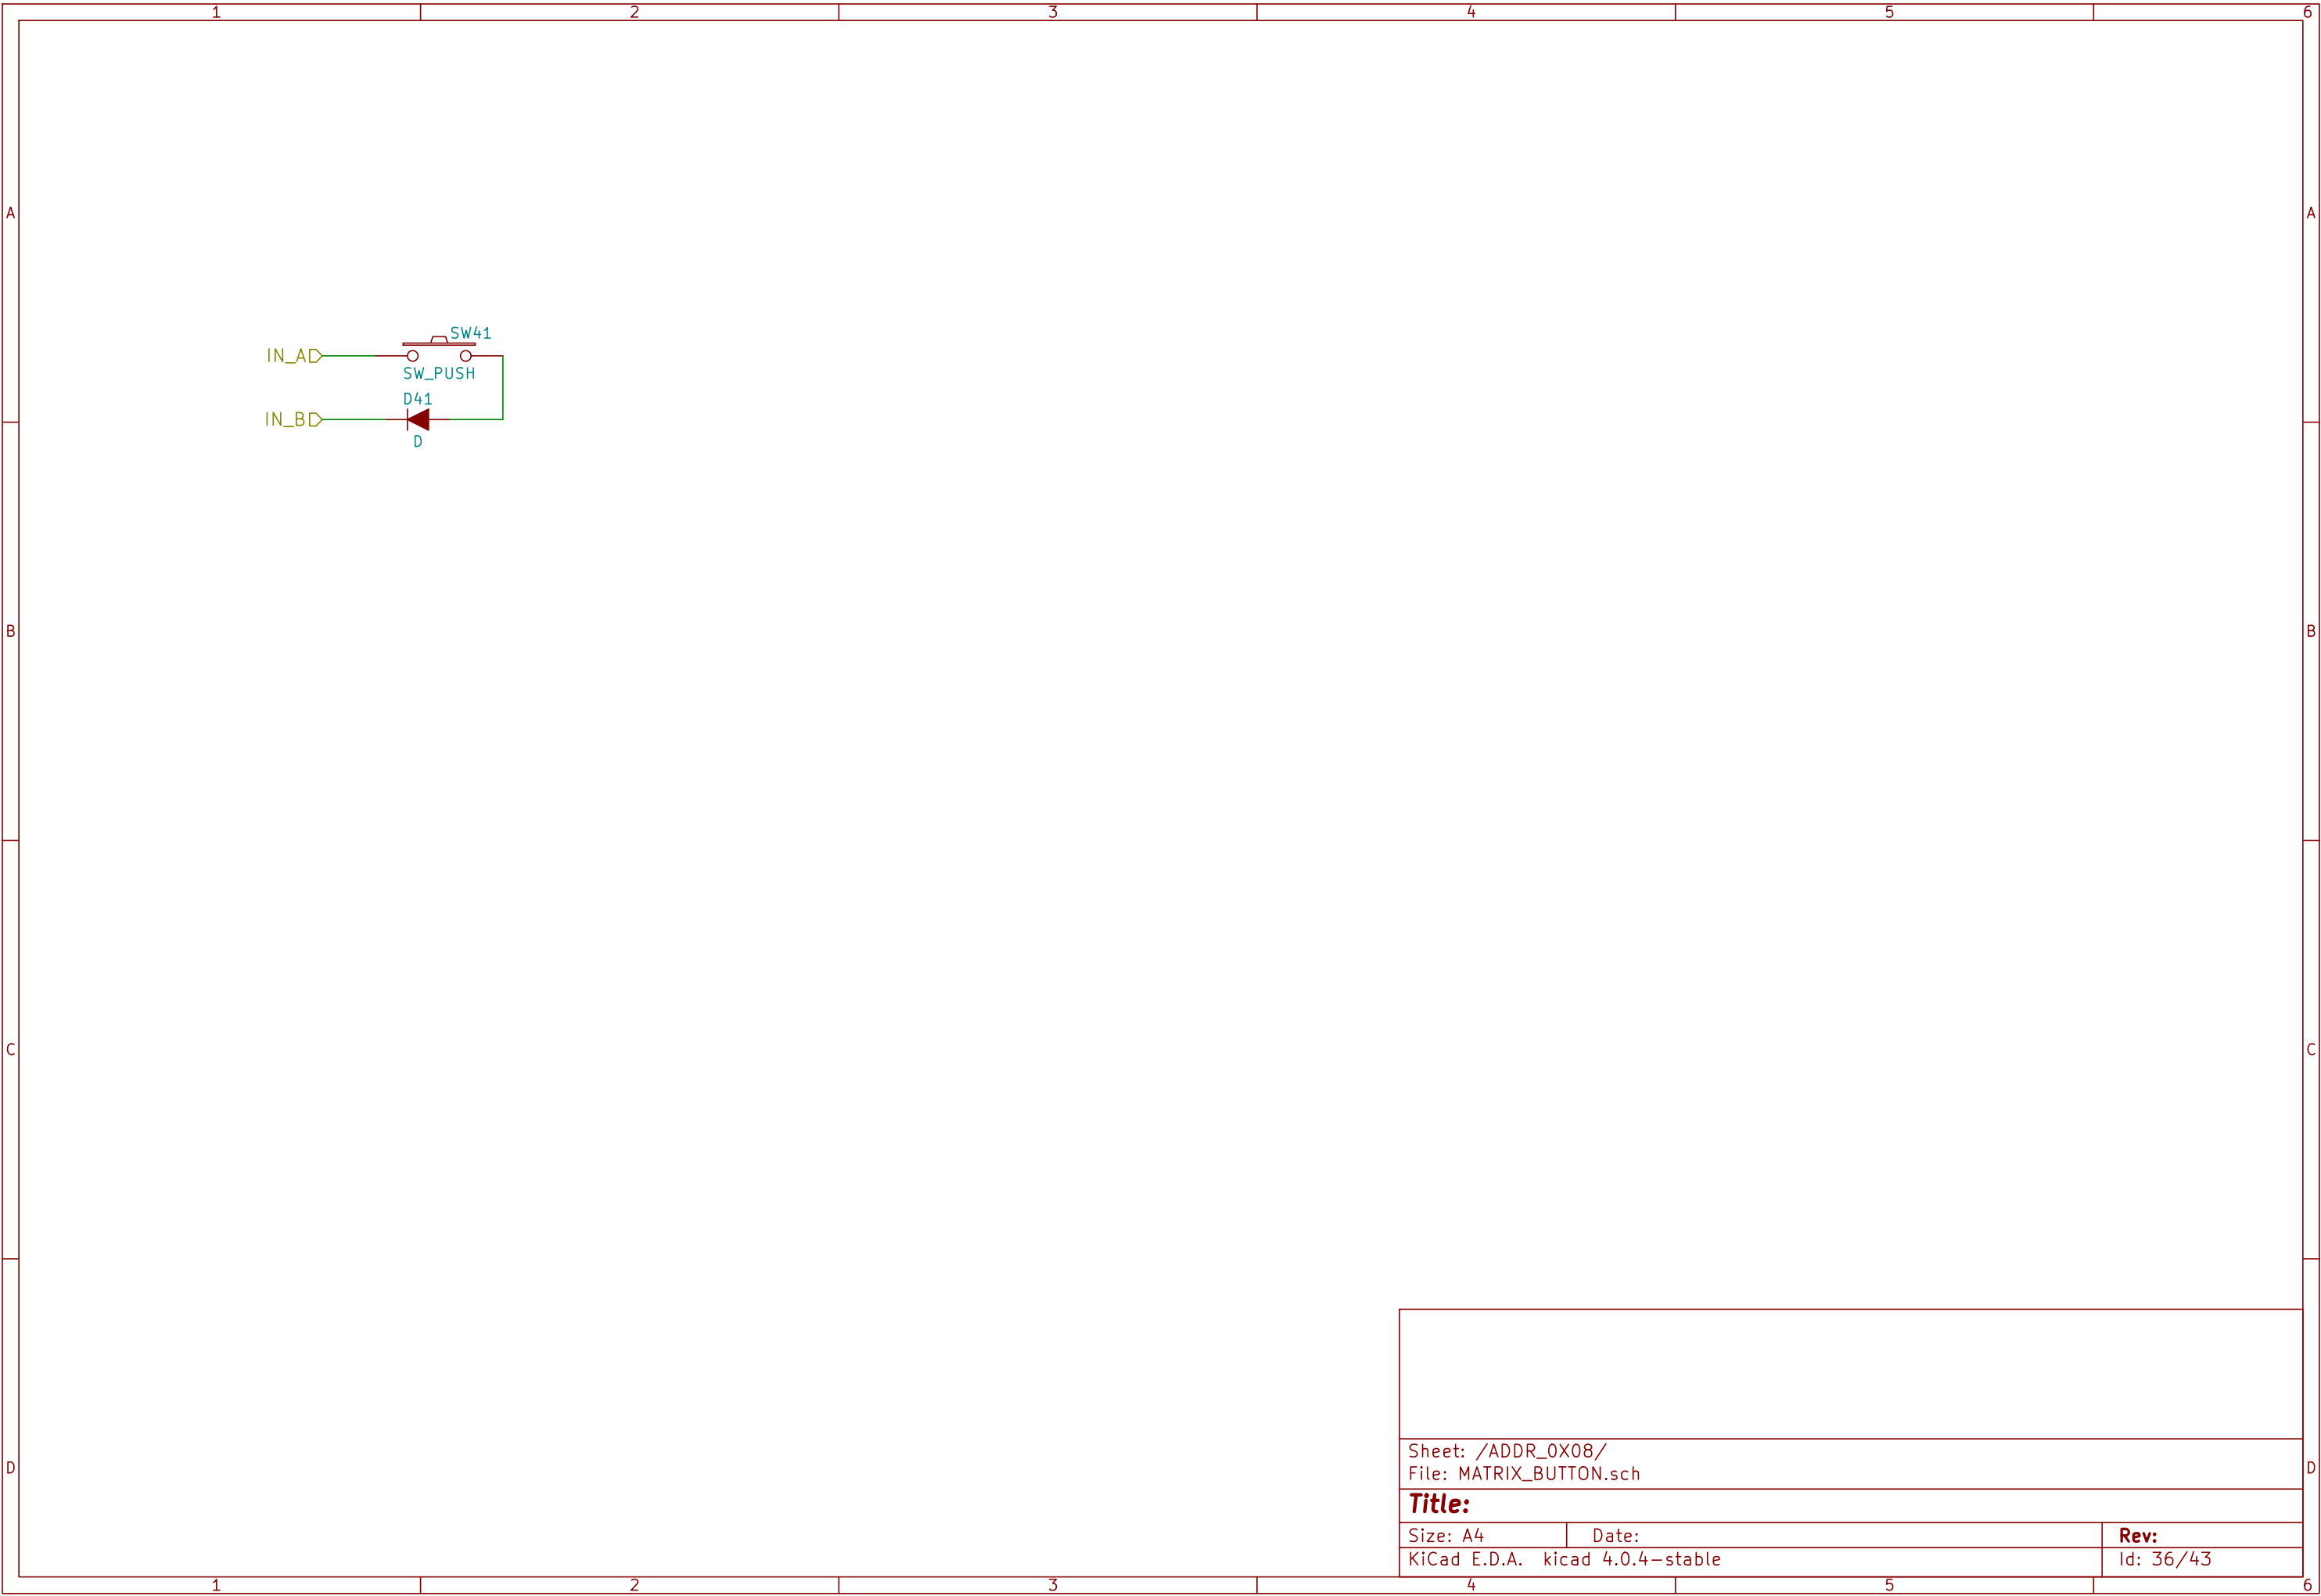 1 2 3 4 5 6
A A
SW41
IN_A
SW_PUSH
D41
IN_B
D
B B
C C
Sheet: /ADDR_0X08/
File: MATRIX_BUTTON.sch
D D
Title:
Size: A4 Date: Rev:
KiCad E.D.A. kicad 4.0.4-stable Id: 36/43
1 2 3 4 5 6